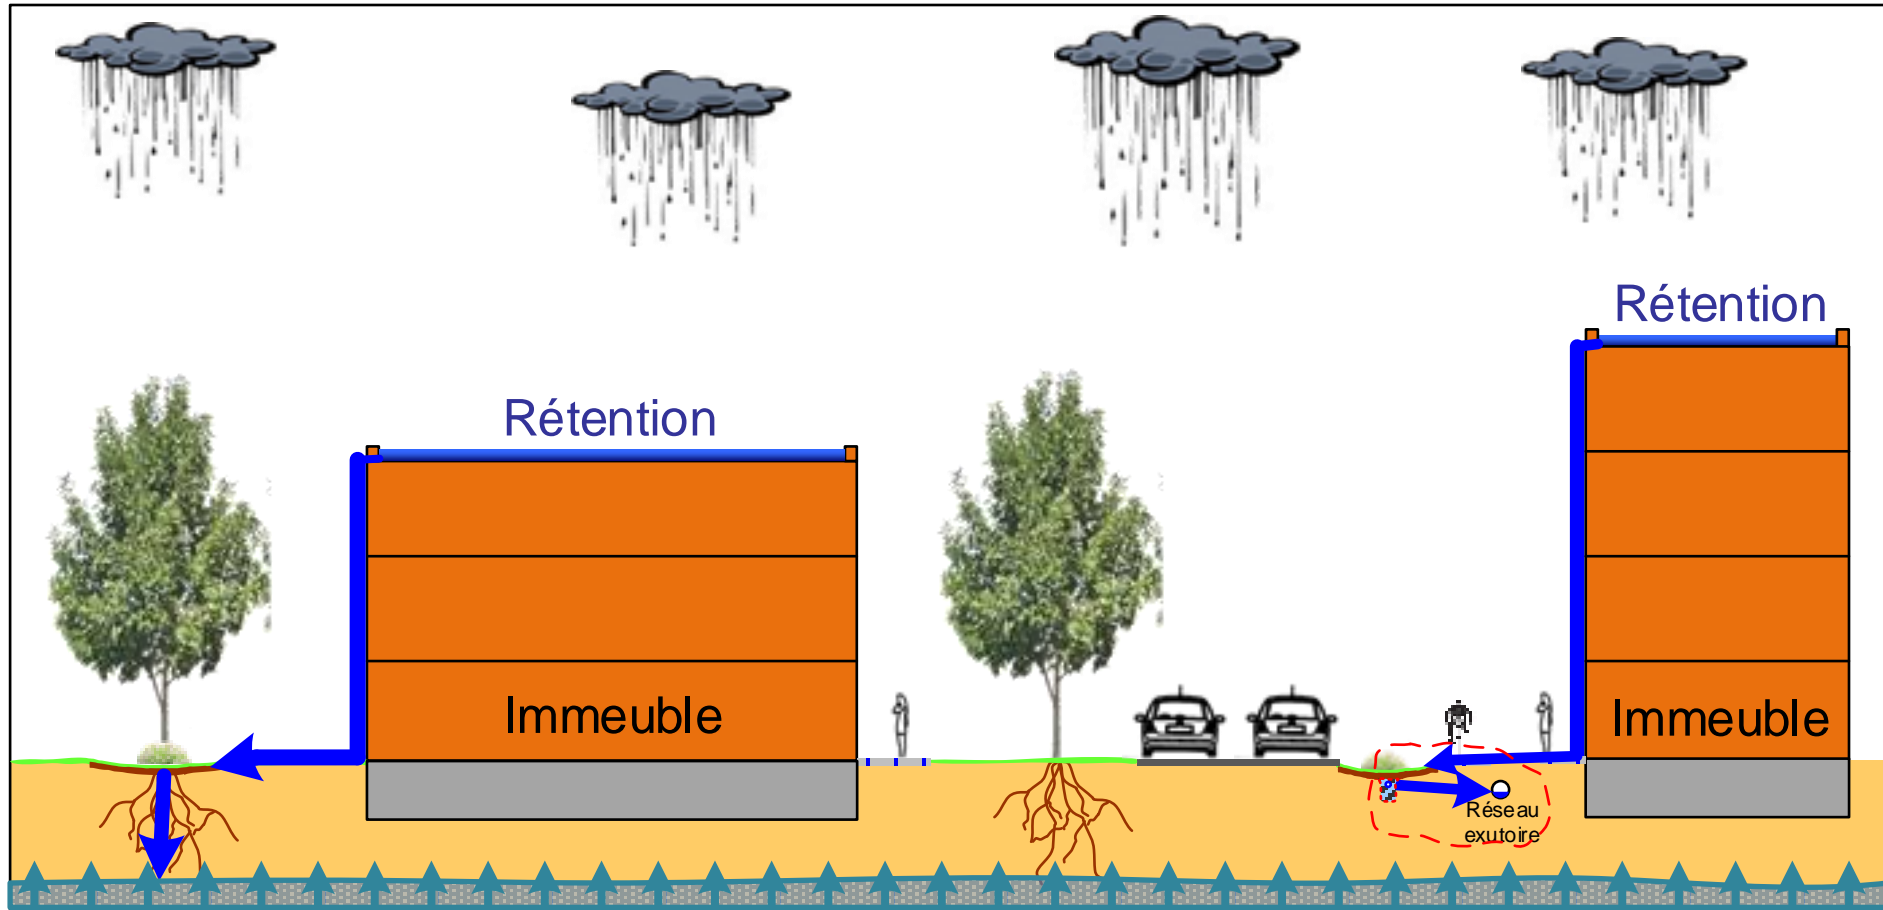 Rétention
Rétention
Immeuble
Immeuble
Réseau
exutoire